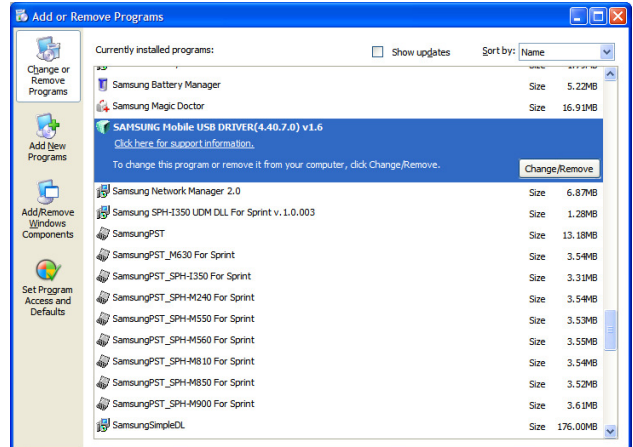 Add or Remove Programs
Change or
Remove
Programs
Add New
Programs
Add/Remove
Windows
Components
Set Program
Access and
Defaults
Currently installed programs:
Show updates
Sort by: Name
Samsung Battery Manager Size 5.22MB
Samsung Magic Doctor Size 16.91MB
SAMSUNG Mobile USB DRIVER(4.40.7.0) v1.6
Click here for support information.
To change this program or remove it from your computer, click Change/Remove.
Change/Remove
Samsung Network Manager 2.0 Size 6.87MB
Samsung SPH-I350 UDM DLL For Sprint v.1.0.003 Size 1.28MB
SamsungPST Size 13.18MB
SamsungPST_M630 For Sprint Size 3.54MB
SamsungPST_SPH-I350 For Sprint Size 3.31MB
SamsungPST_SPH-M240 For Sprint Size 3.54MB
SamsungPST_SPH-M550 For Sprint Size 3.53MB
SamsungPST_SPH-M560 For Sprint Size 3.55MB
SamsungPST_SPH-M810 For Sprint Size 3.54MB
SamsungPST_SPH-M850 For Sprint Size 3.52MB
SamsungPST_SPH-M900 For Sprint Size 3.61MB
SamsungSimpleDL Size 176.00MB